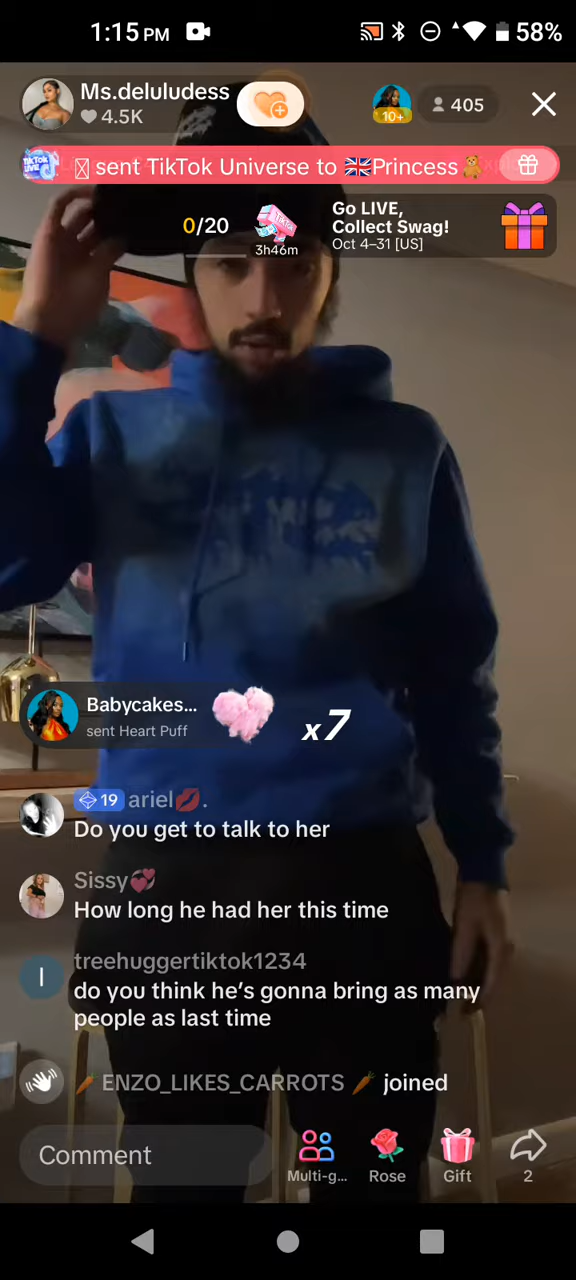 1:15 PM
58%
Ms.deluludess
4.5K
10+
405
sent TikTok Universe to 🇬🇧Princess🧸
0/20
3h46m
Go LIVE,
Collect Swag!
Oct 4–31 [US]
Babycakes...
sent Heart Puff
x7
19 ariel💋.
Do you get to talk to her
Sissy💞
How long he had her this time
treehuggertiktok1234
do you think he's gonna bring as many
people as last time
🥕 ENZO_LIKES_CARROTS 🥕 joined
Comment
Multi-g...
Rose
Gift
2